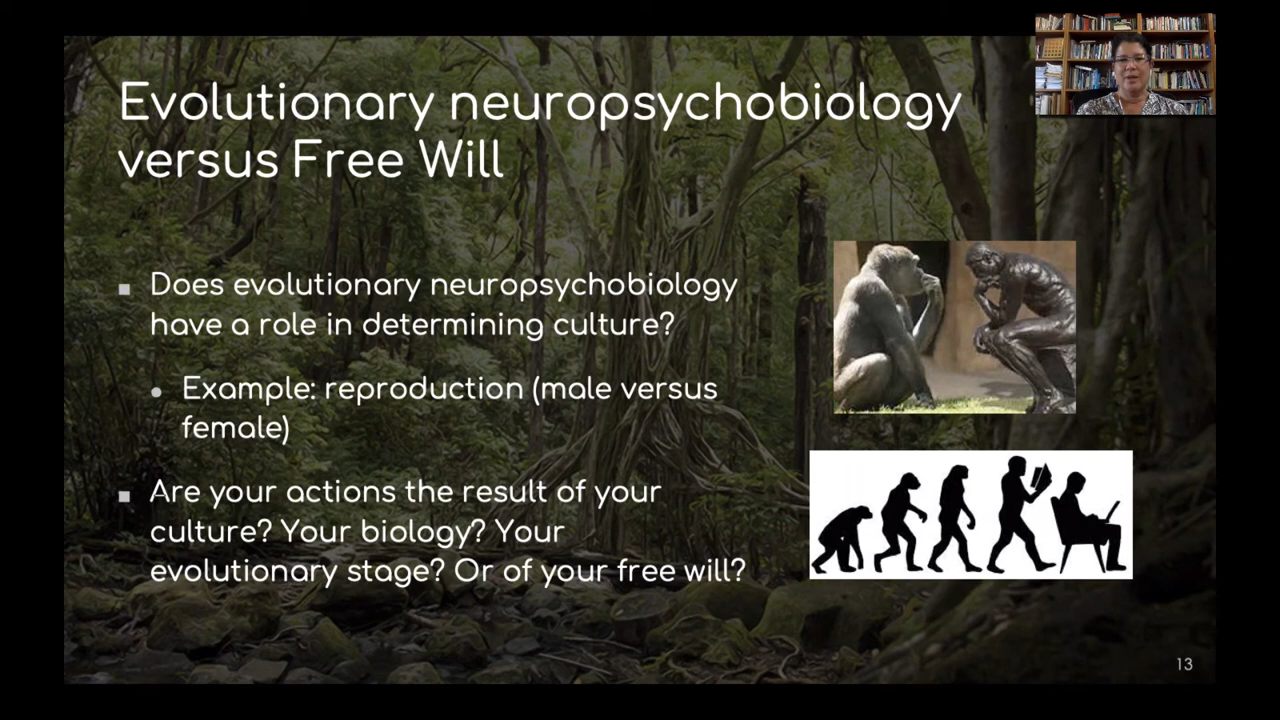 Evolutionary neuropsychobiology
versus Free Will
Does evolutionary neuropsychobiology
have a role in determining culture?
Example: reproduction (male versus
female)
Are your actions the result of your
culture? Your biology? Your
evolutionary stage? Or of your free will?
13